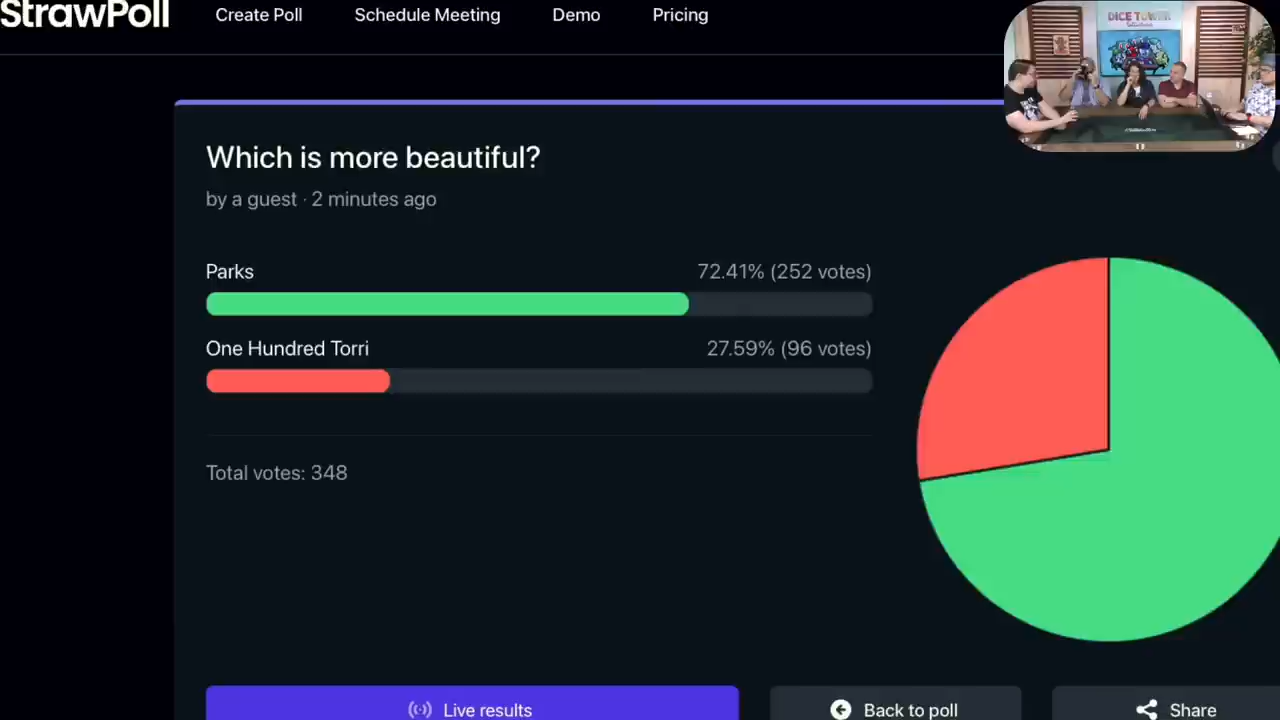 StrawPoll
Create Poll
Schedule Meeting
Demo
Pricing
DICE TOWER
Which is more beautiful?
by a guest · 2 minutes ago
Parks
72.41% (252 votes)
One Hundred Torri
27.59% (96 votes)
Total votes: 348
Live results
Back to poll
Share